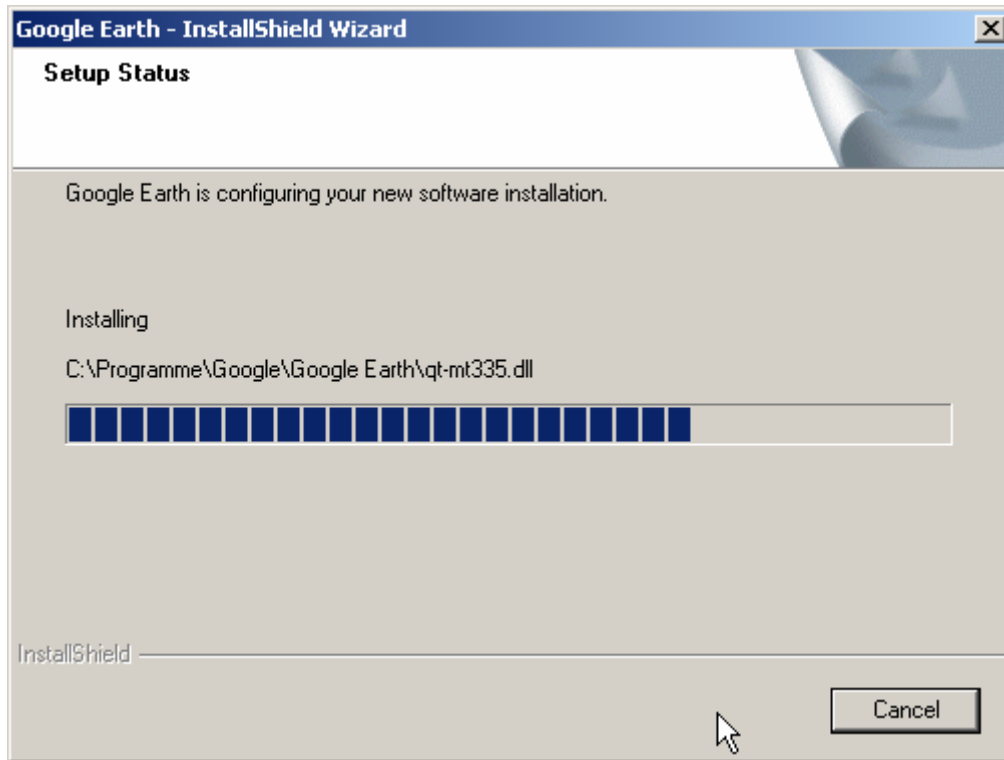 Google Earth - InstallShield Wizard
Setup Status
Google Earth is configuring your new software installation.
Installing
C:\Programme\Google\Google Earth\qt-mt335.dll
InstallShield
Cancel